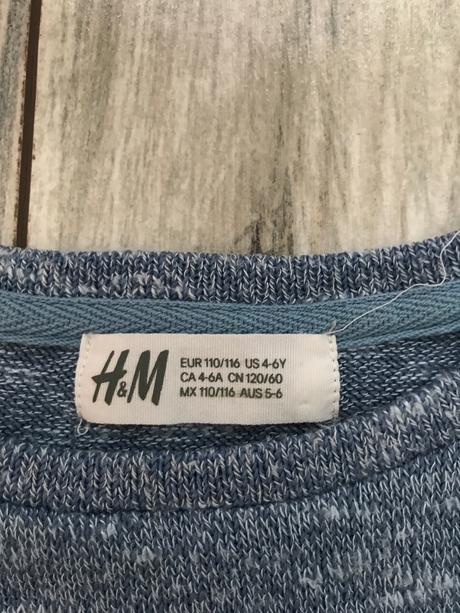 H&M
EUR 110/116 US 4-6Y
CA 4-6A CN 120/60
MX 110/116 AUS 5-6